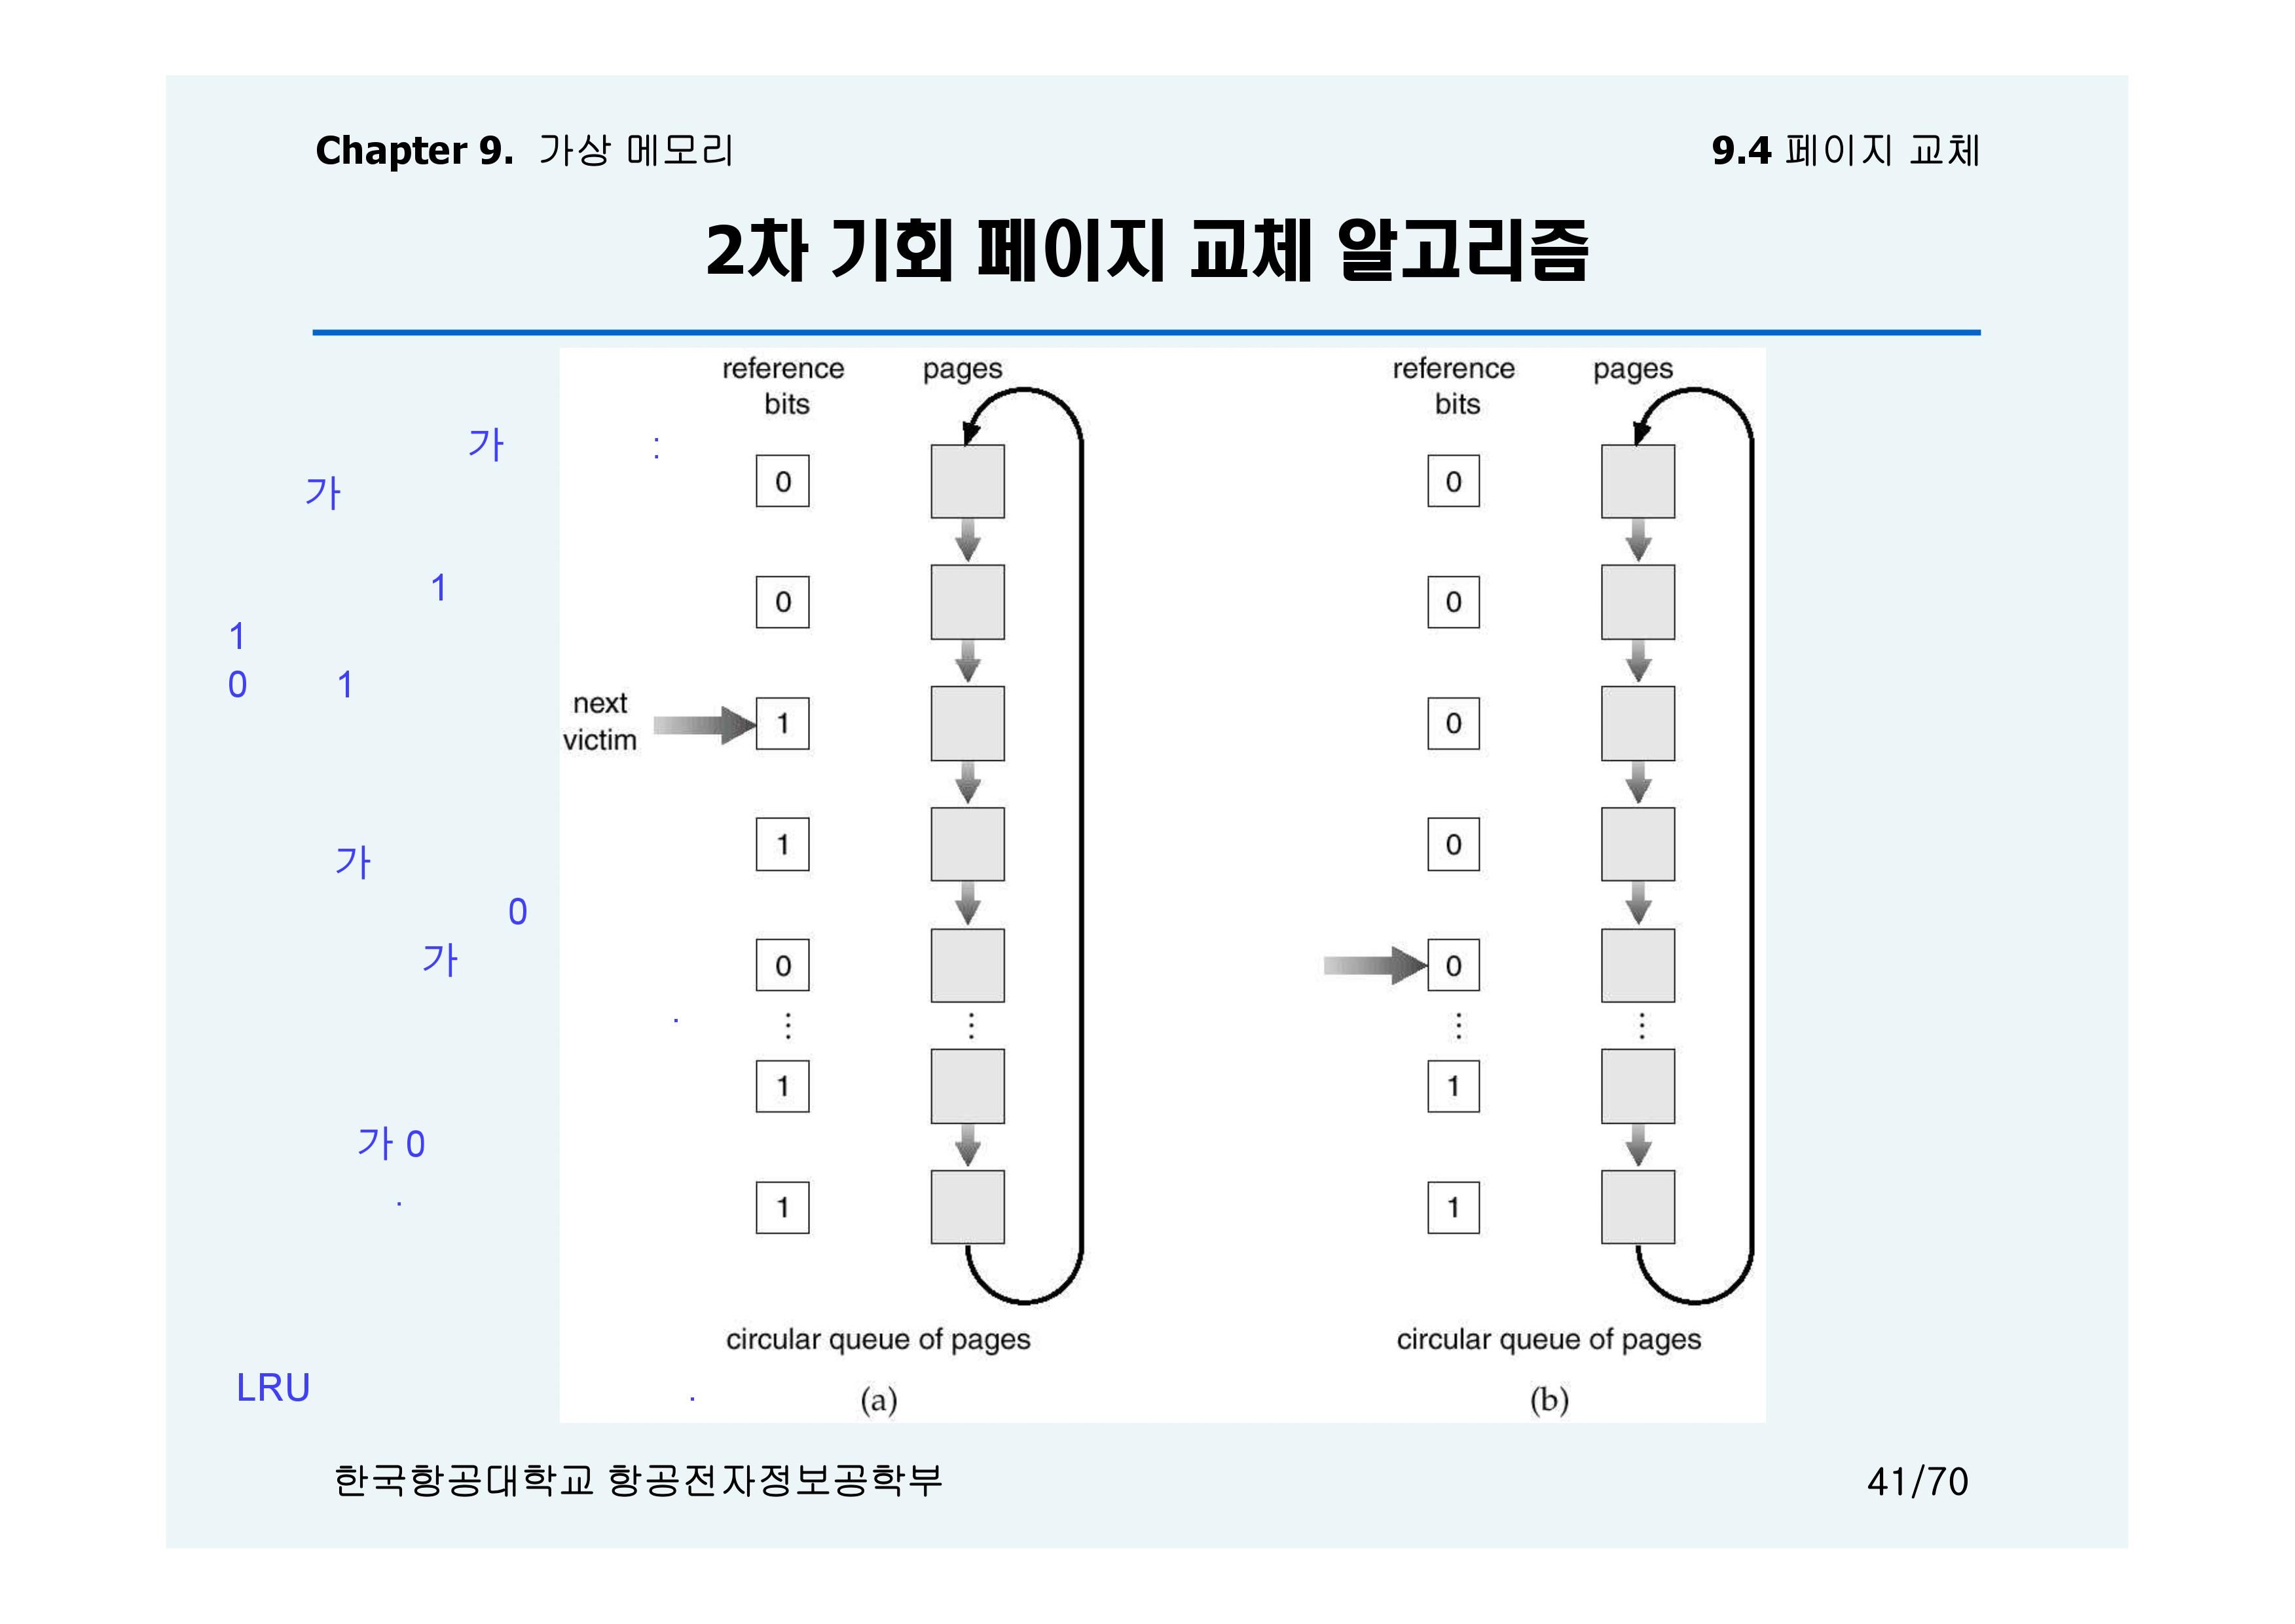 Chapter 9. 가상 메모리
9.4 페이지 교체
2차 기회 페이지 교체 알고리즘
reference bits
pages
0
0
next victim
1
1
0
⋮ ⋮
1
1
circular queue of pages
(a)
reference bits
pages
0
0
0
0
0
⋮ ⋮
1
1
circular queue of pages
(b)
가 :
가
1
1
0 1
가
0
가
.
가 0
.
LRU .
한국항공대학교 항공전자정보공학부
41/70